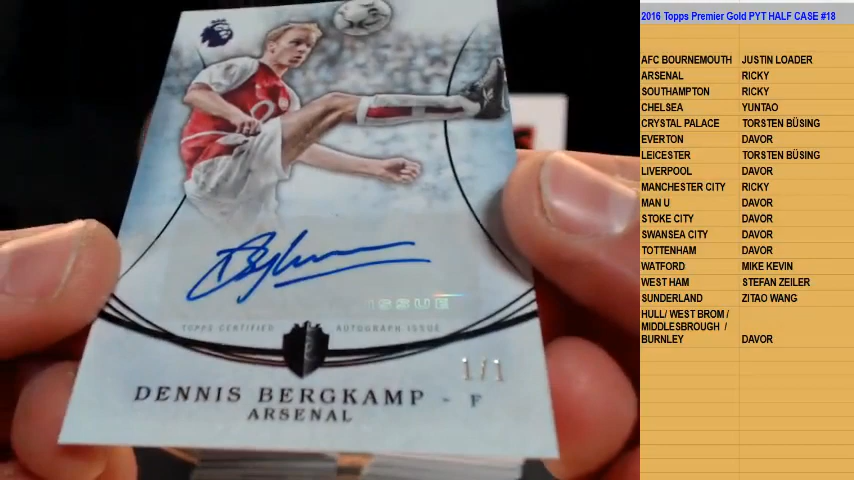 ISSUE
TOPPS CERTIFIED AUTOGRAPH ISSUE
1/1
DENNIS BERGKAMP - F
ARSENAL
2016 Topps Premier Gold PYT HALF CASE #18
AFC BOURNEMOUTH JUSTIN LOADER
ARSENAL RICKY
SOUTHAMPTON RICKY
CHELSEA YUNTAO
CRYSTAL PALACE TORSTEN BÜSING
EVERTON DAVOR
LEICESTER TORSTEN BÜSING
LIVERPOOL DAVOR
MANCHESTER CITY RICKY
MAN U DAVOR
STOKE CITY DAVOR
SWANSEA CITY DAVOR
TOTTENHAM DAVOR
WATFORD MIKE KEVIN
WEST HAM STEFAN ZEILER
SUNDERLAND ZITAO WANG
HULL/ WEST BROM /
MIDDLESBROUGH /
BURNLEY DAVOR